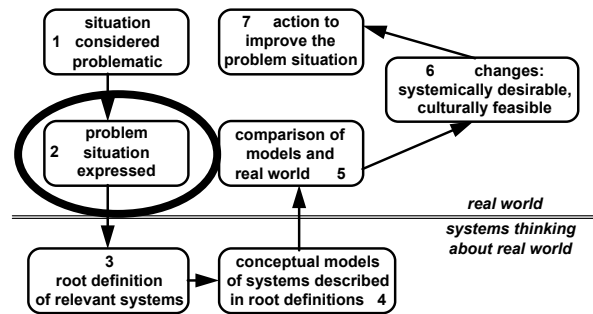 situation
1 considered
problematic
7 action to
improve the
problem situation
6 changes:
systemically desirable,
culturally feasible
problem
2 situation
expressed
comparison of
models and
real world 5
real world
systems thinking
about real world
3
root definition
of relevant systems
conceptual models
of systems described
in root definitions 4